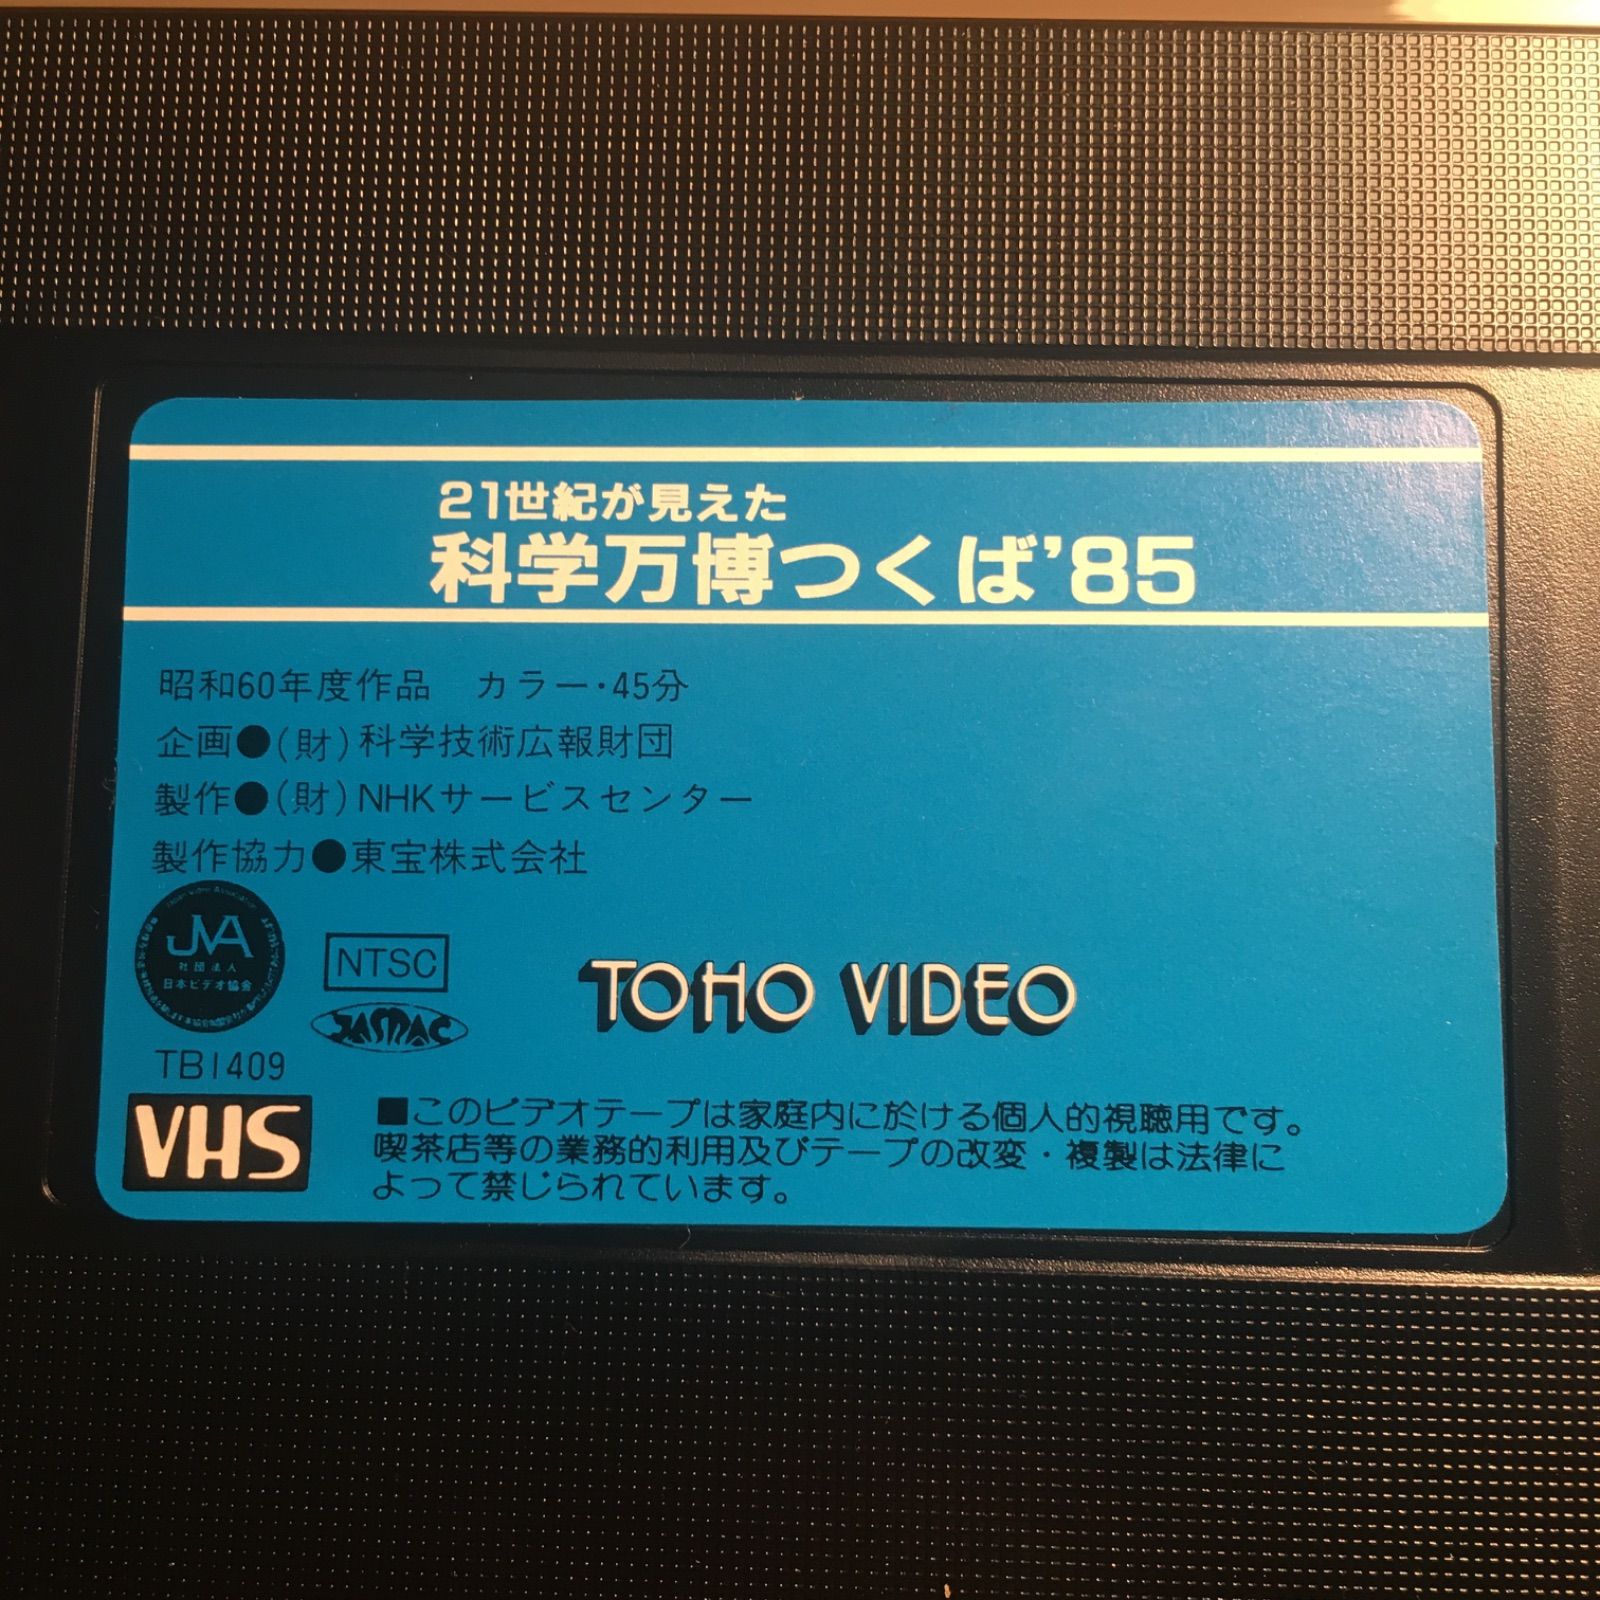 21世紀が見えた
科学万博つくば'85
昭和60年度作品　カラー・45分
企画●(財)科学技術広報財団
製作●(財)NHKサービスセンター
製作協力●東宝株式会社
Japan Video Association
JVA
社団法人
日本ビデオ協会
NTSC
JASRAC
TOHO VIDEO
TB1409
VHS
■このビデオテープは家庭内に於ける個人的視聴用です。
喫茶店等の業務的利用及びテープの改変・複製は法律に
よって禁じられています。